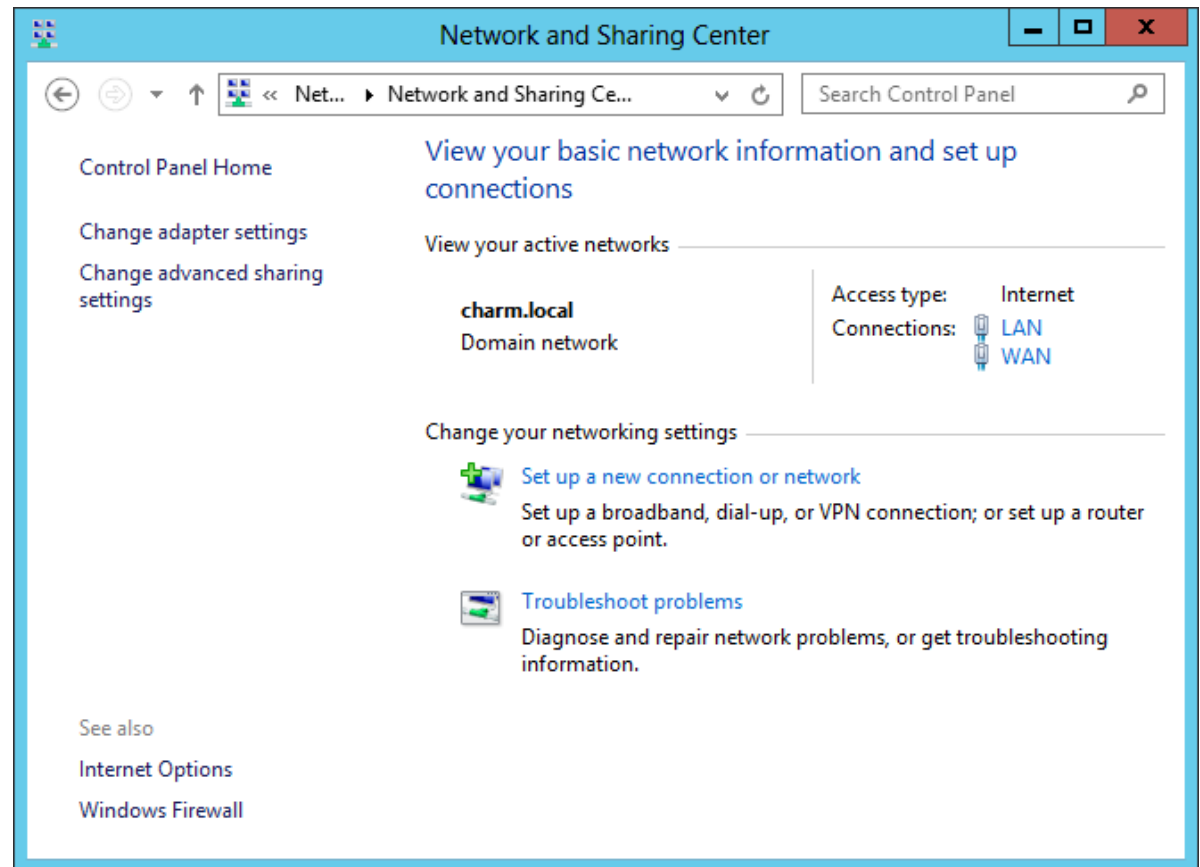 Network and Sharing Center
« Net... Network and Sharing Ce...
Search Control Panel
Control Panel Home
Change adapter settings
Change advanced sharing
settings
View your basic network information and set up
connections
View your active networks
charm.local
Domain network
Access type: Internet
Connections: LAN
WAN
Change your networking settings
Set up a new connection or network
Set up a broadband, dial-up, or VPN connection; or set up a router
or access point.
Troubleshoot problems
Diagnose and repair network problems, or get troubleshooting
information.
See also
Internet Options
Windows Firewall